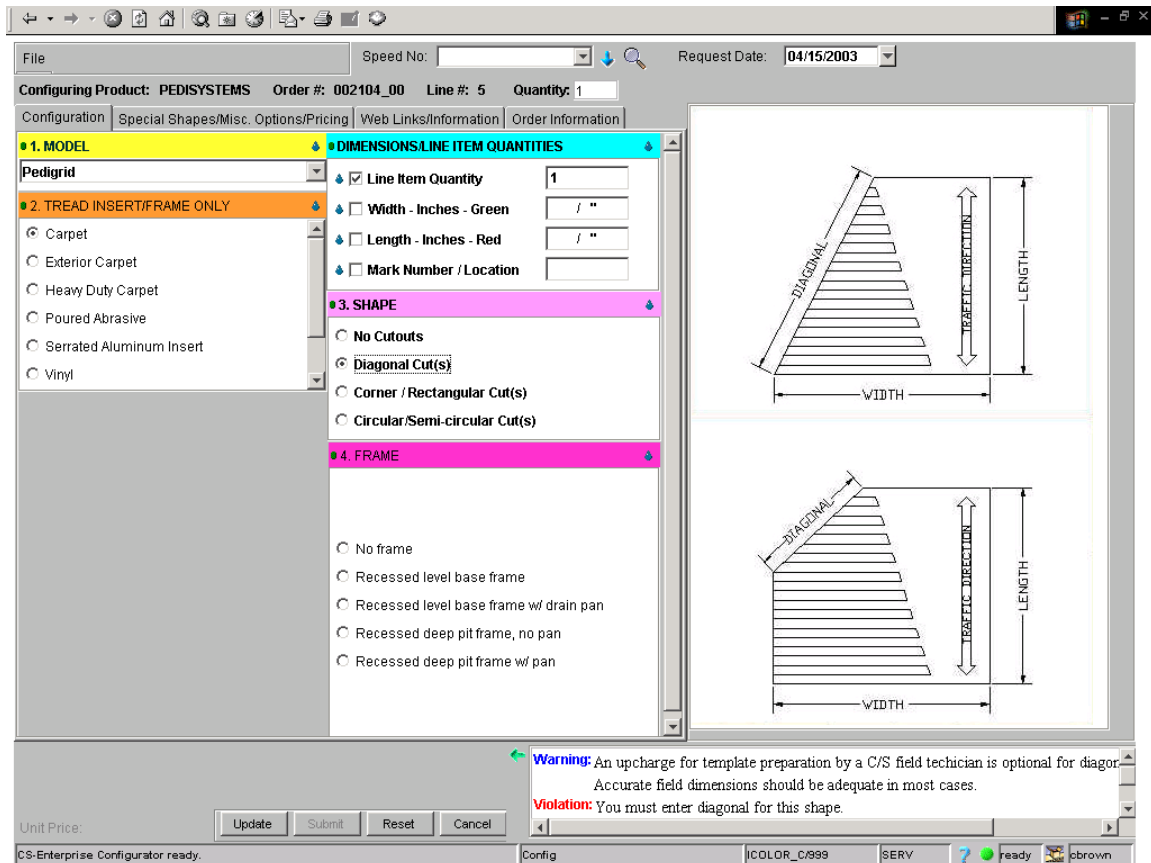 File
Speed No:
Request Date: 04/15/2003
Configuring Product: PEDISYSTEMS Order #: 002104_00 Line #: 5 Quantity: 1
Configuration Special Shapes/Misc. Options/Pricing Web Links/Information Order Information
1. MODEL
Pedigrid
2. TREAD INSERT/FRAME ONLY
Carpet
Exterior Carpet
Heavy Duty Carpet
Poured Abrasive
Serrated Aluminum Insert
Vinyl
DIMENSIONS/LINE ITEM QUANTITIES
Line Item Quantity 1
Width - Inches - Green / "
Length - Inches - Red / "
Mark Number / Location
3. SHAPE
No Cutouts
Diagonal Cut(s)
Corner / Rectangular Cut(s)
Circular/Semi-circular Cut(s)
4. FRAME
No frame
Recessed level base frame
Recessed level base frame w/ drain pan
Recessed deep pit frame, no pan
Recessed deep pit frame w/ pan
DIAGONAL
TRAFFIC DIRECTION
LENGTH
WIDTH
DIAGONAL
TRAFFIC DIRECTION
LENGTH
WIDTH
Warning: An upcharge for template preparation by a C/S field techician is optional for diagor
Accurate field dimensions should be adequate in most cases.
Violation: You must enter diagonal for this shape.
Unit Price:
Update Submit Reset Cancel
CS-Enterprise Configurator ready. Config ICOLOR_C/999 SERV ? ready cbrown